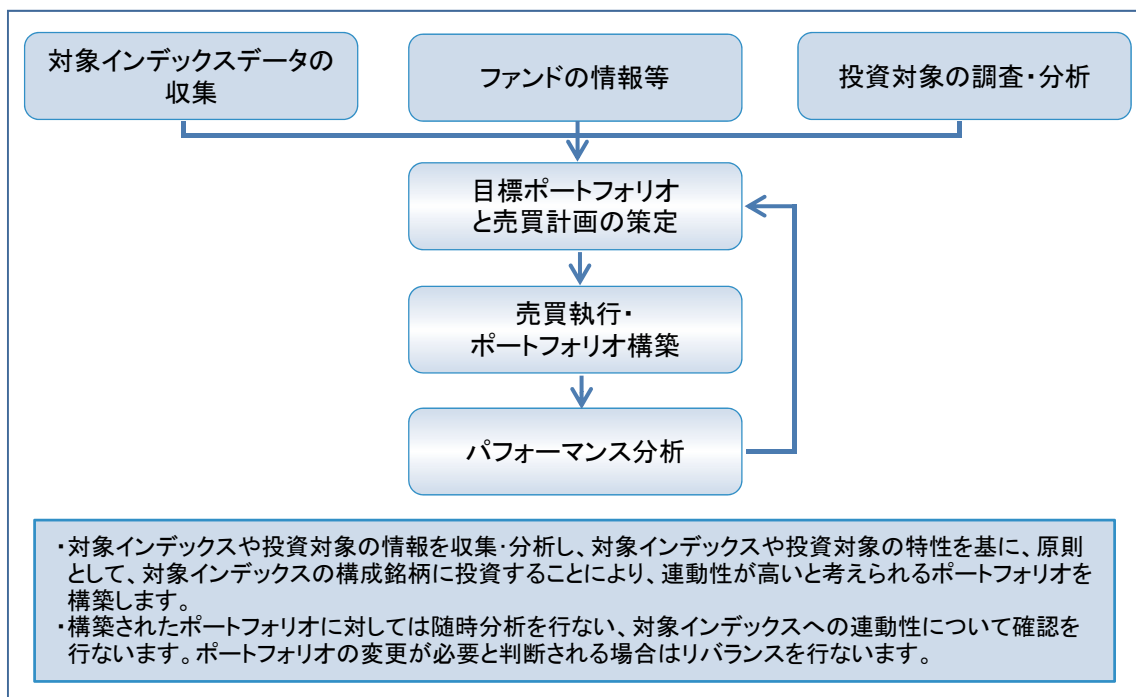 対象インデックスデータの
収集
ファンドの情報等
投資対象の調査・分析
目標ポートフォリオ
と売買計画の策定
売買執行・
ポートフォリオ構築
パフォーマンス分析
・対象インデックスや投資対象の情報を収集・分析し、対象インデックスや投資対象の特性を基に、原則
として、対象インデックスの構成銘柄に投資することにより、連動性が高いと考えられるポートフォリオを
構築します。
・構築されたポートフォリオに対しては随時分析を行ない、対象インデックスへの連動性について確認を
行ないます。ポートフォリオの変更が必要と判断される場合はリバランスを行ないます。